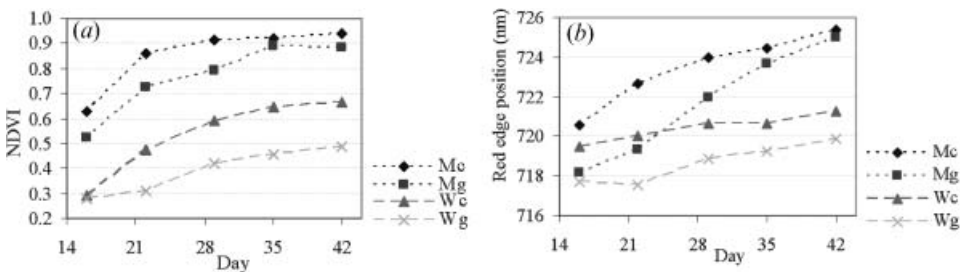 (a)
NDVI
1.0
0.9
0.8
0.7
0.6
0.5
0.4
0.3
0.2
14 21 28 35 42
Day
Mc
Mg
Wc
Wg
(b)
Red edge position (nm)
726
724
722
720
718
716
14 21 28 35 42
Day
Mc
Mg
Wc
Wg